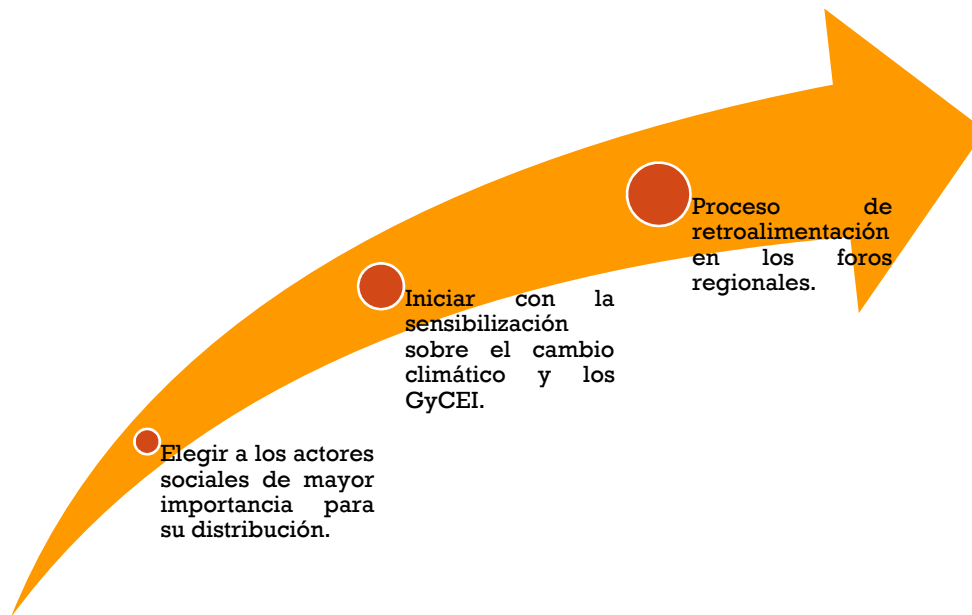 Proceso de
retroalimentación
en los foros
regionales.
Iniciar con la
sensibilización
sobre el cambio
climático y los
GyCEI.
Elegir a los actores
sociales de mayor
importancia para
su distribución.